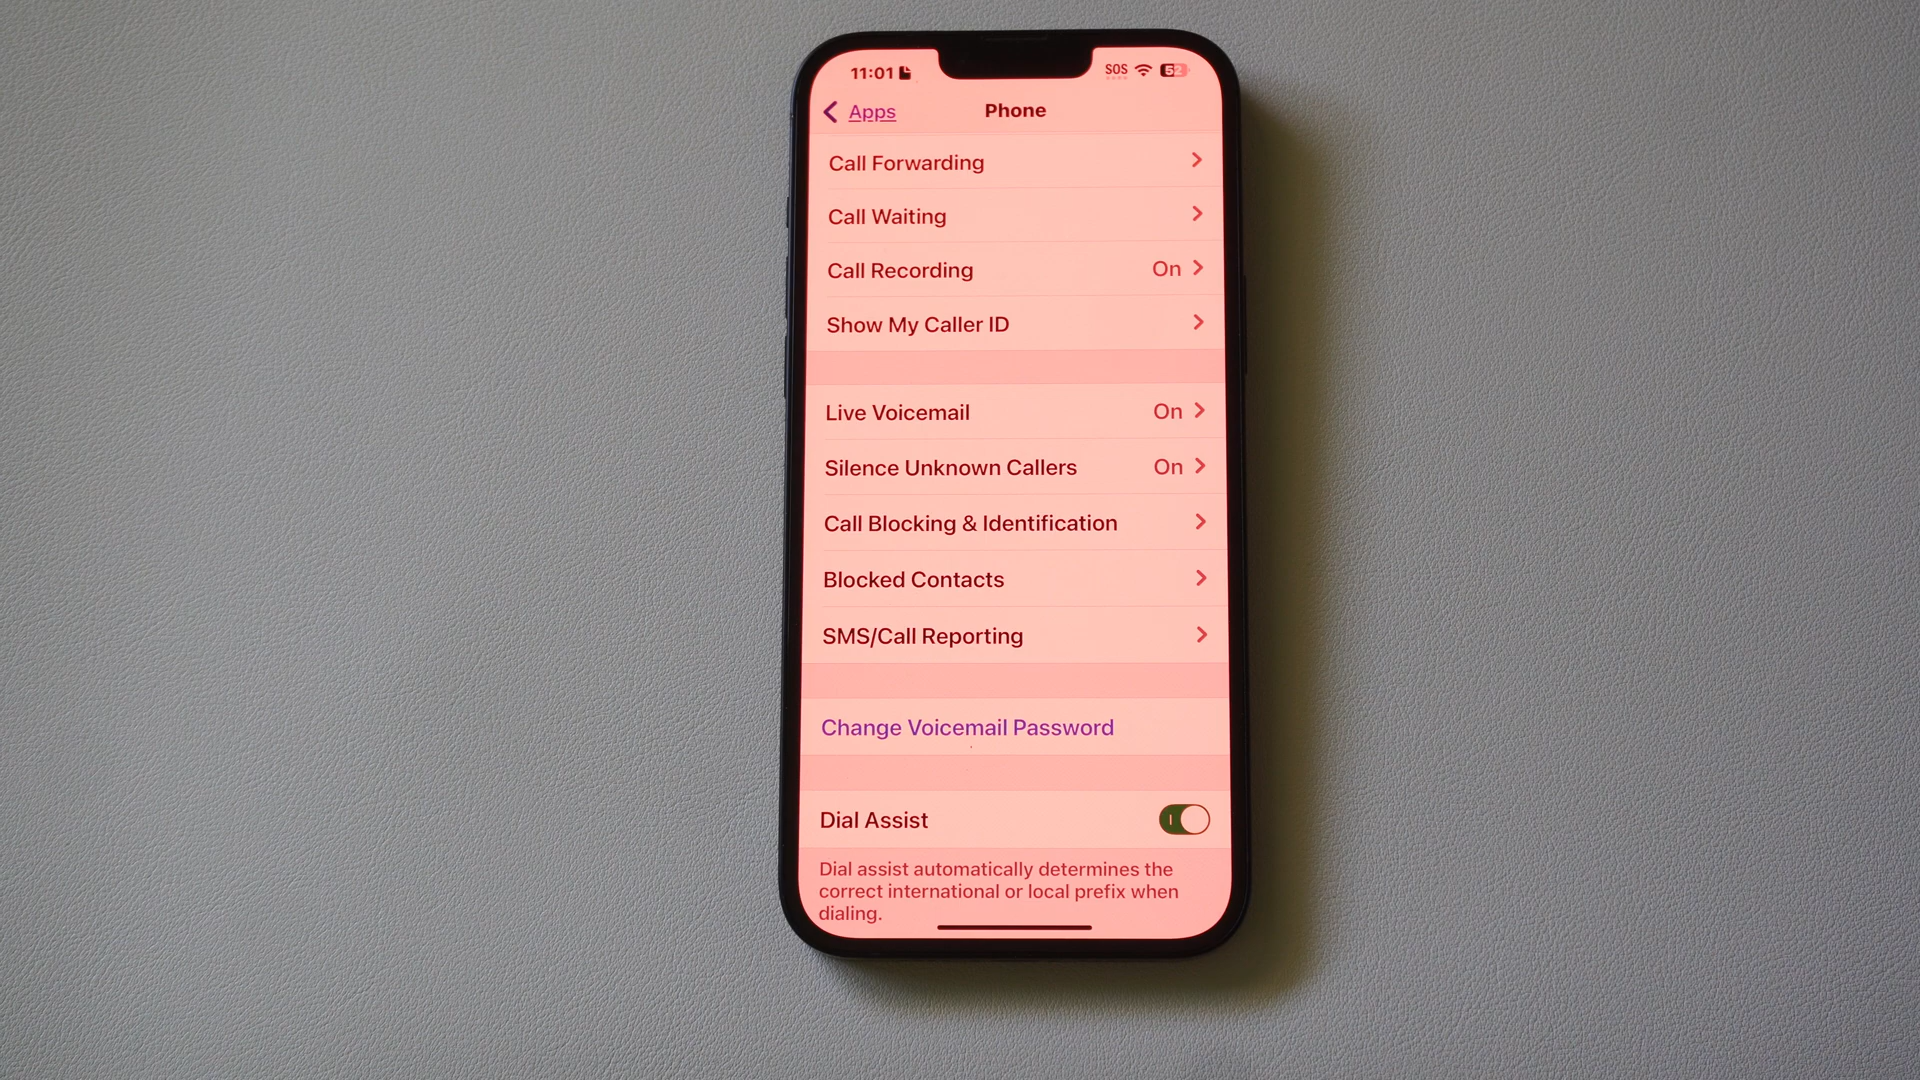 11:01
SOS
52
Apps
Phone
Call Forwarding
Call Waiting
Call Recording On
Show My Caller ID
Live Voicemail On
Silence Unknown Callers On
Call Blocking & Identification
Blocked Contacts
SMS/Call Reporting
Change Voicemail Password
Dial Assist
Dial assist automatically determines the
correct international or local prefix when
dialing.